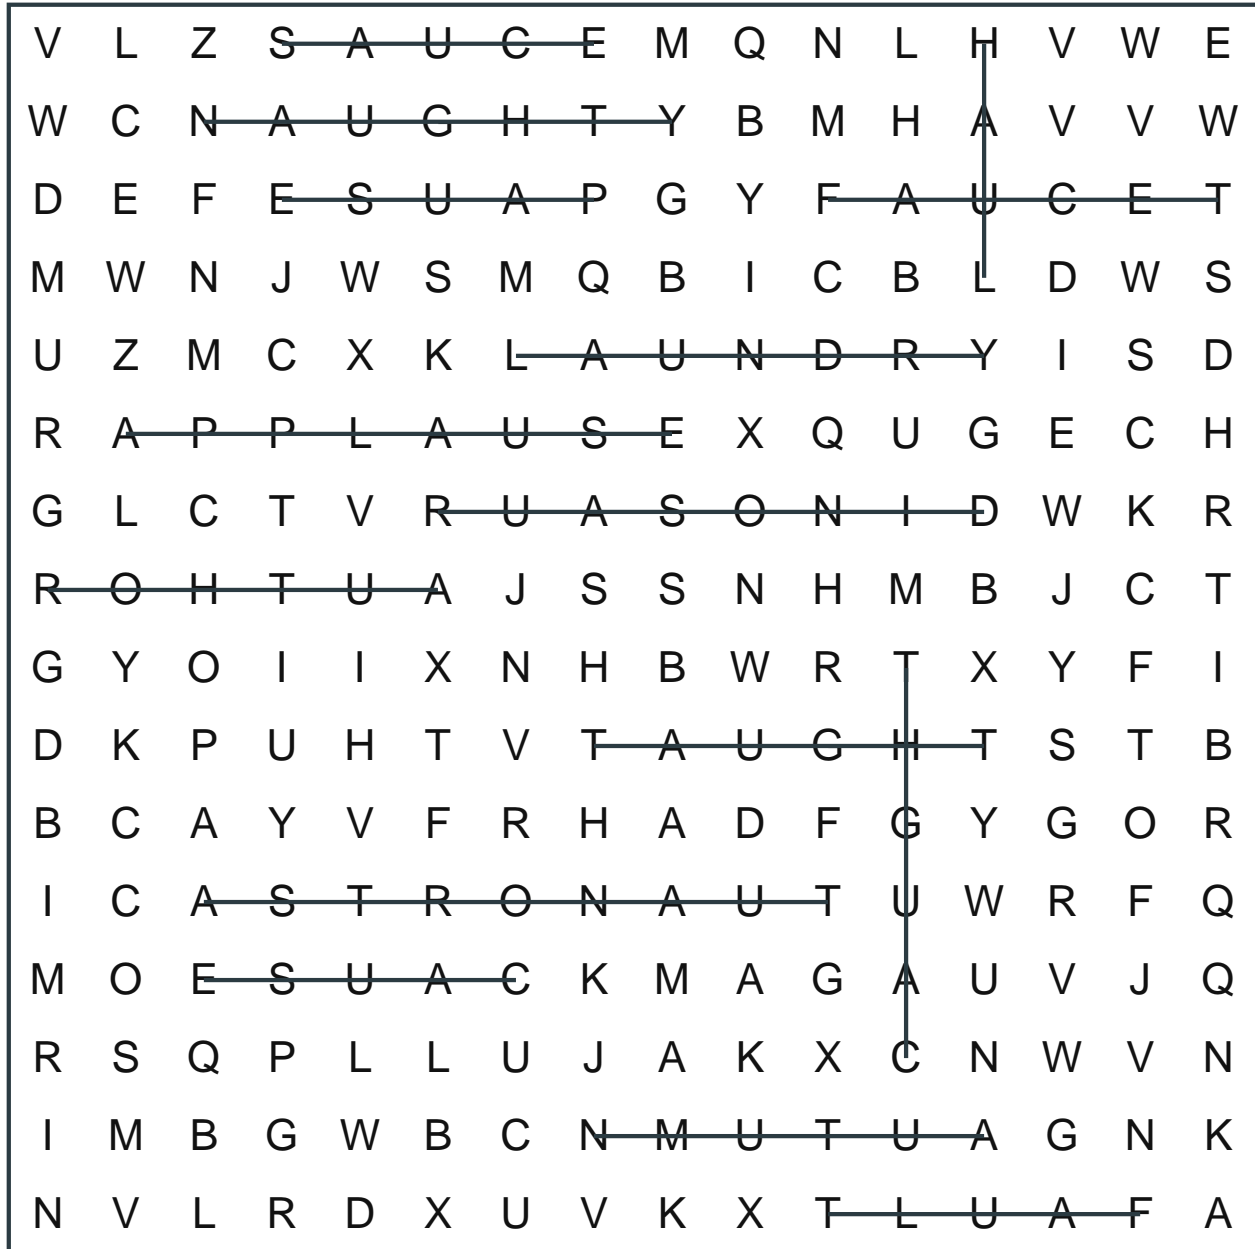 V L Z S A U C E M Q N L H V W E
W C N A U G H T Y B M H A V V W
D E F E S U A P G Y F A U C E T
M W N J W S M Q B I C B L D W S
U Z M C X K L A U N D R Y I S D
R A P P L A U S E X Q U G E C H
G L C T V R U A S O N I D W K R
R O H T U A J S S N H M B J C T
G Y O I I X N H B W R T X Y F I
D K P U H T V T A U G H T S T B
B C A Y V F R H A D F G Y G O R
I C A S T R O N A U T U W R F Q
M O E S U A C K M A G A U V J Q
R S Q P L L U J A K X C N W V N
I M B G W B C N M U T U A G N K
N V L R D X U V K X T L U A F A